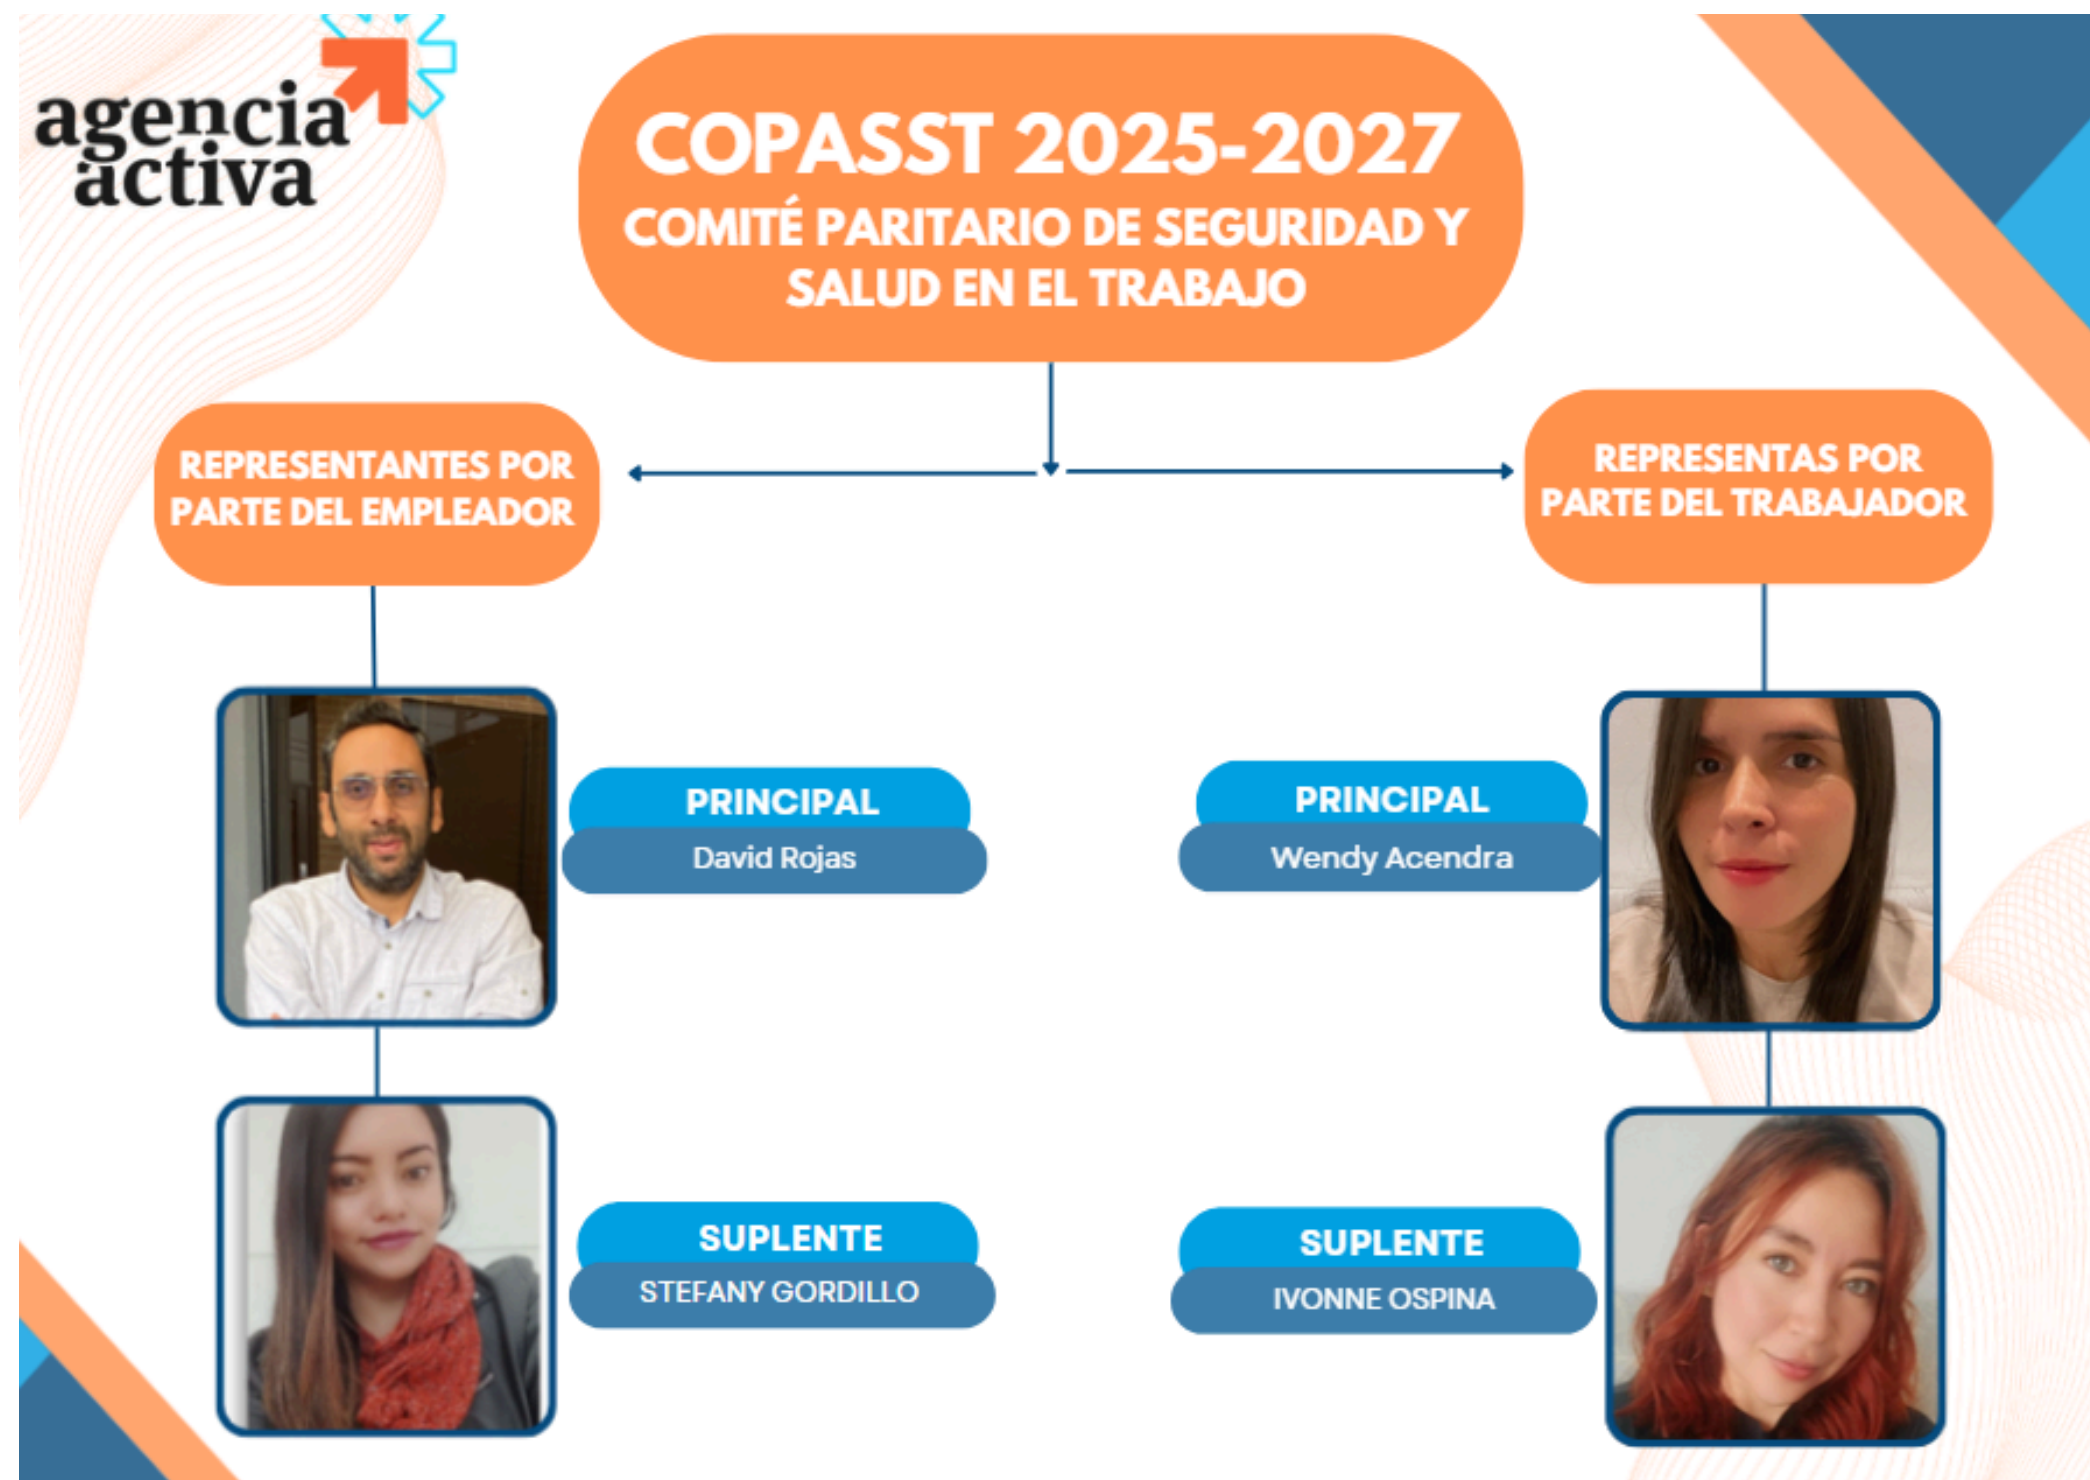 agencia
activa
COPASST 2025-2027
COMITÉ PARITARIO DE SEGURIDAD Y
SALUD EN EL TRABAJO
REPRESENTANTES POR
PARTE DEL EMPLEADOR
REPRESENTAS POR
PARTE DEL TRABAJADOR
PRINCIPAL
David Rojas
PRINCIPAL
Wendy Acendra
SUPLENTE
STEFANY GORDILLO
SUPLENTE
IVONNE OSPINA